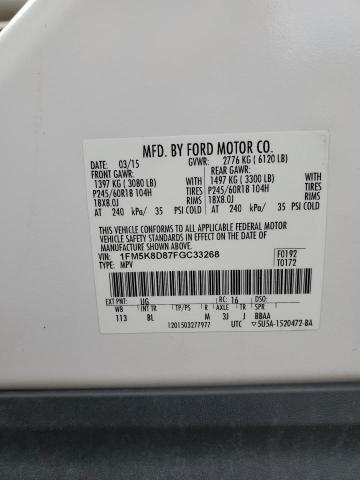 MFD. BY FORD MOTOR CO.
DATE: 03/15 GVWR: 2776 KG ( 6120 LB)
FRONT GAWR: REAR GAWR:
1397 KG ( 3080 LB) WITH 1497 KG ( 3300 LB) WITH
P245/60R18 104H TIRES P245/60R18 104H TIRES
18X8.0J RIMS 18X8.0J RIMS
AT 240 kPa/ 35 PSI COLD AT 240 kPa/ 35 PSI COLD
THIS VEHICLE CONFORMS TO ALL APPLICABLE FEDERAL MOTOR
VEHICLE SAFETY STANDARDS IN EFFECT ON THE DATE OF
MANUFACTURE SHOWN ABOVE.
VIN: 1FM5K8D87FGC33268 F0192
TYPE: MPV T0172
EXT PNT: UG RC: 16 DSO:
WB INT TR TP/PS R AXLE TR SPR
113 BL M 3J J BBAA
1201503277977 UTC 5U5A-1520472-BA